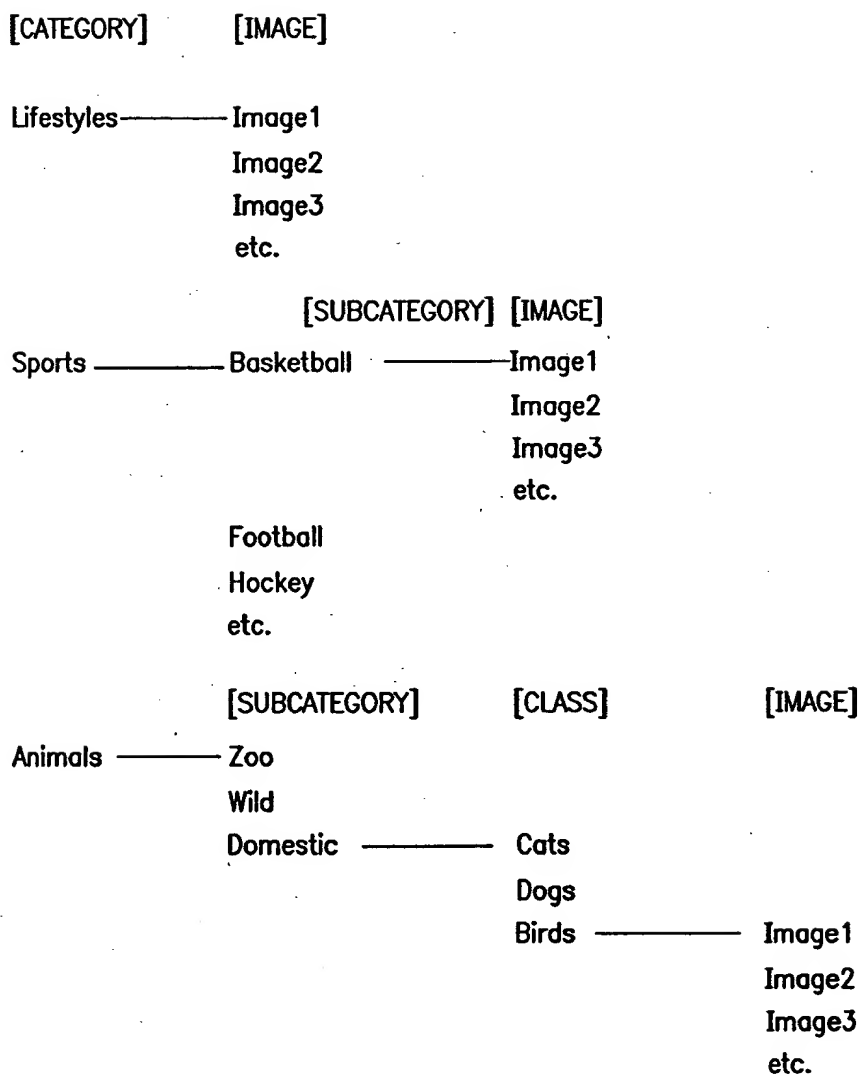 [CATEGORY] [IMAGE]
Lifestyles Image1
Image2
Image3
etc.
[SUBCATEGORY] [IMAGE]
Sports Basketball Image1
Image2
Image3
etc.
Football
Hockey
etc.
[SUBCATEGORY] [CLASS] [IMAGE]
Animals Zoo
Wild
Domestic Cats
Dogs
Birds Image1
Image2
Image3
etc.